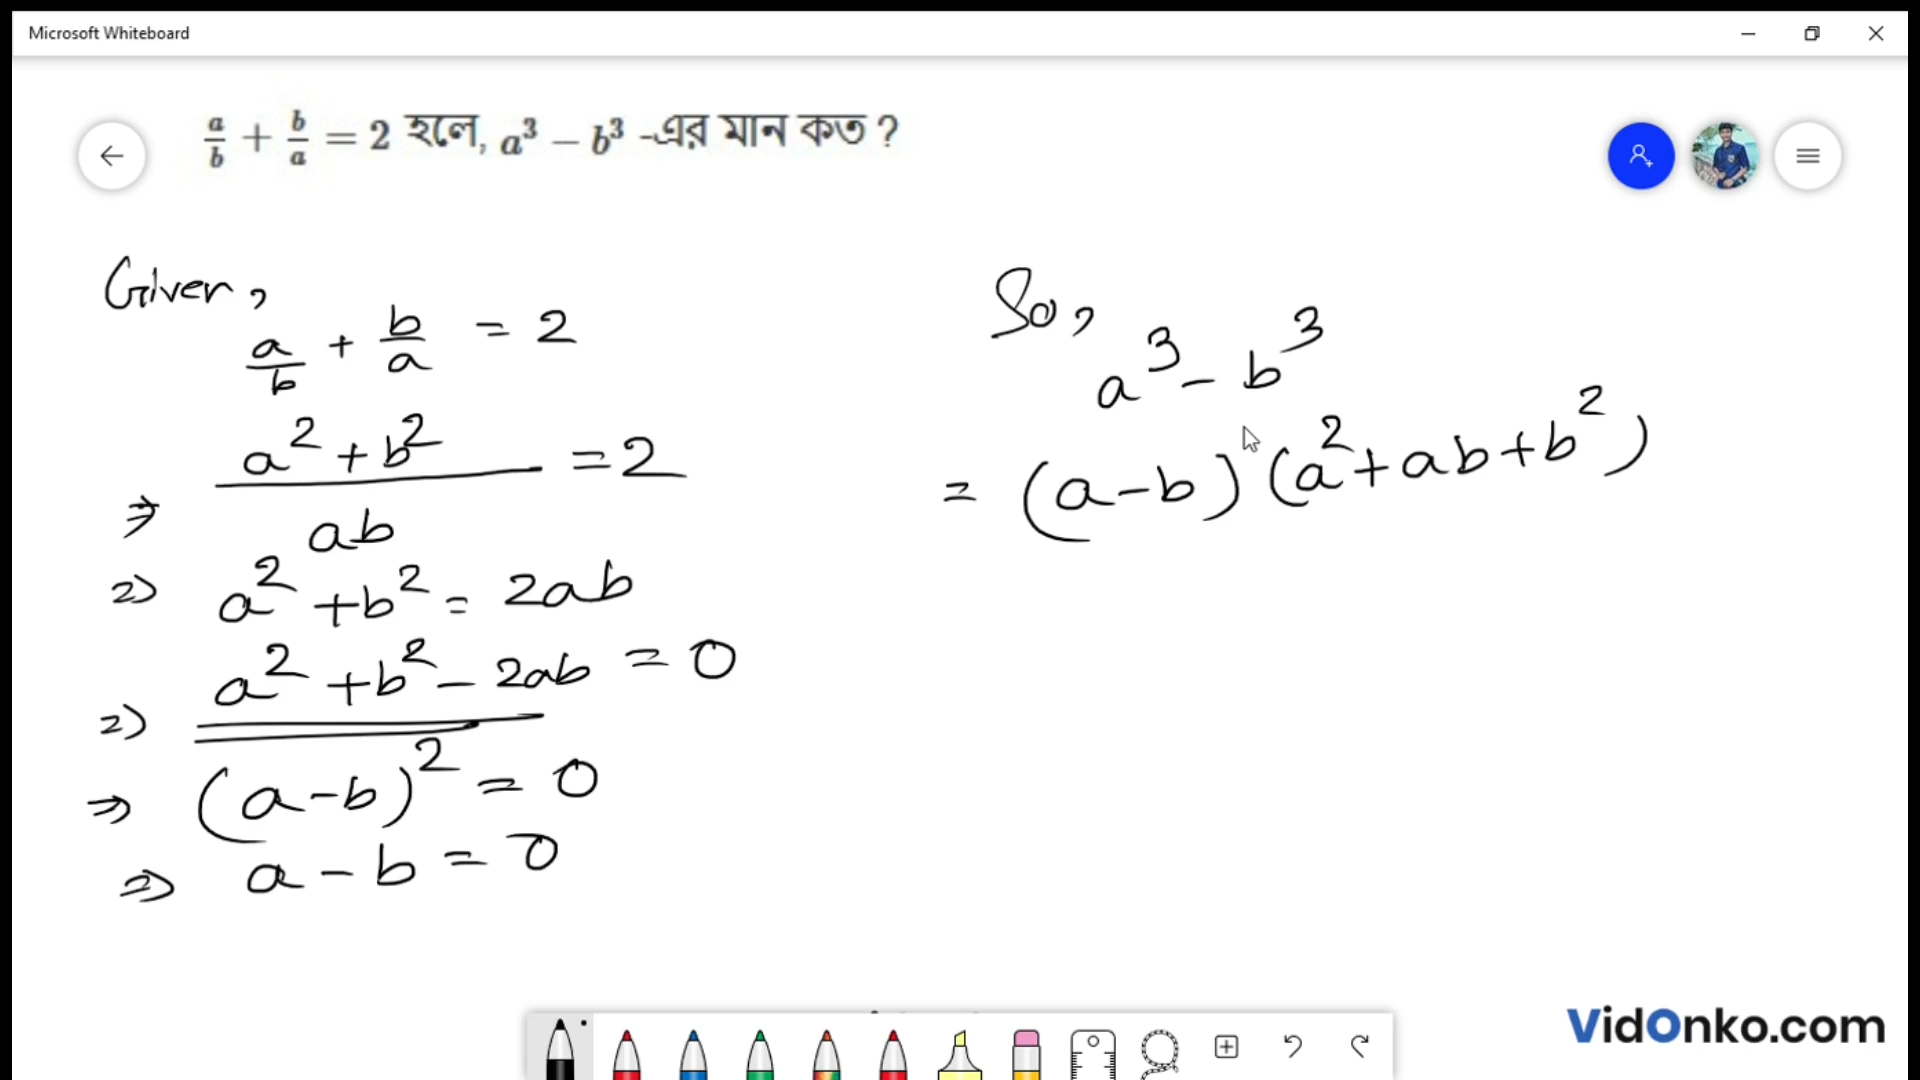 Microsoft Whiteboard
a/b + b/a = 2 হলে, a³ − b³ -এর মান কত ?
Given,
a/b + b/a = 2
⇒ (a² + b²)/ab = 2
⇒ a² + b² = 2ab
⇒ a² + b² − 2ab = 0
⇒ (a−b)² = 0
⇒ a − b = 0
So,
a³ − b³
= (a−b) (a² + ab + b²)
VidOnko.com